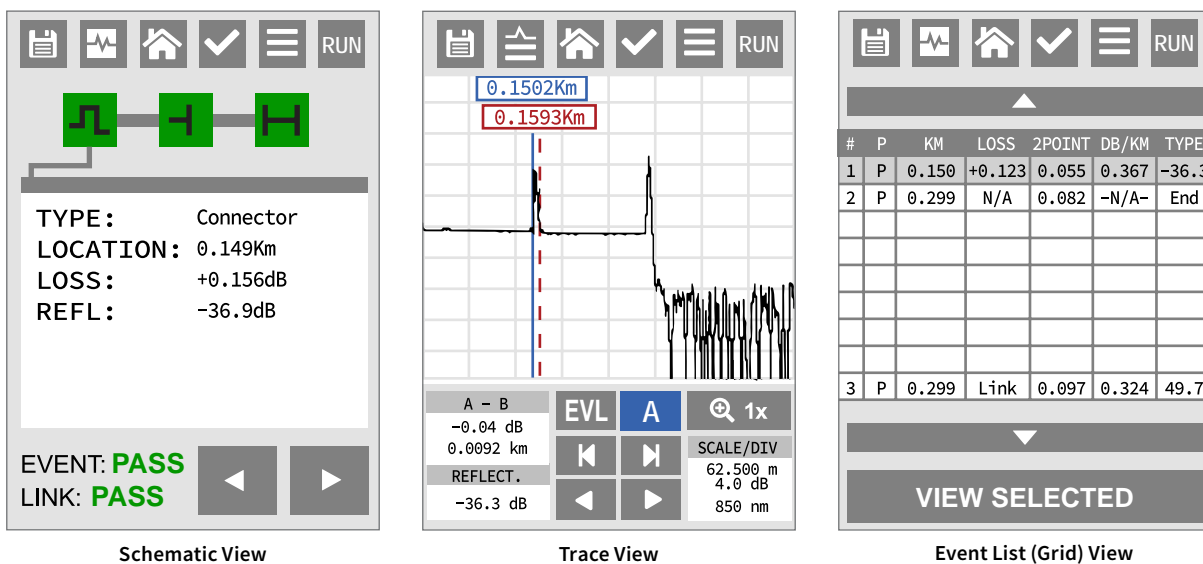 RUN
TYPE: Connector
LOCATION: 0.149Km
LOSS: +0.156dB
REFL: -36.9dB
EVENT: PASS
LINK: PASS
Schematic View
RUN
0.1502Km
0.1593Km
A - B
-0.04 dB
0.0092 km
REFLECT.
-36.3 dB
EVL A 1x
SCALE/DIV
62.500 m
4.0 dB
850 nm
Trace View
RUN
# P KM LOSS 2POINT DB/KM TYPE
1 P 0.150 +0.123 0.055 0.367 -36.3
2 P 0.299 N/A 0.082 -N/A- End
3 P 0.299 Link 0.097 0.324 49.7
VIEW SELECTED
Event List (Grid) View